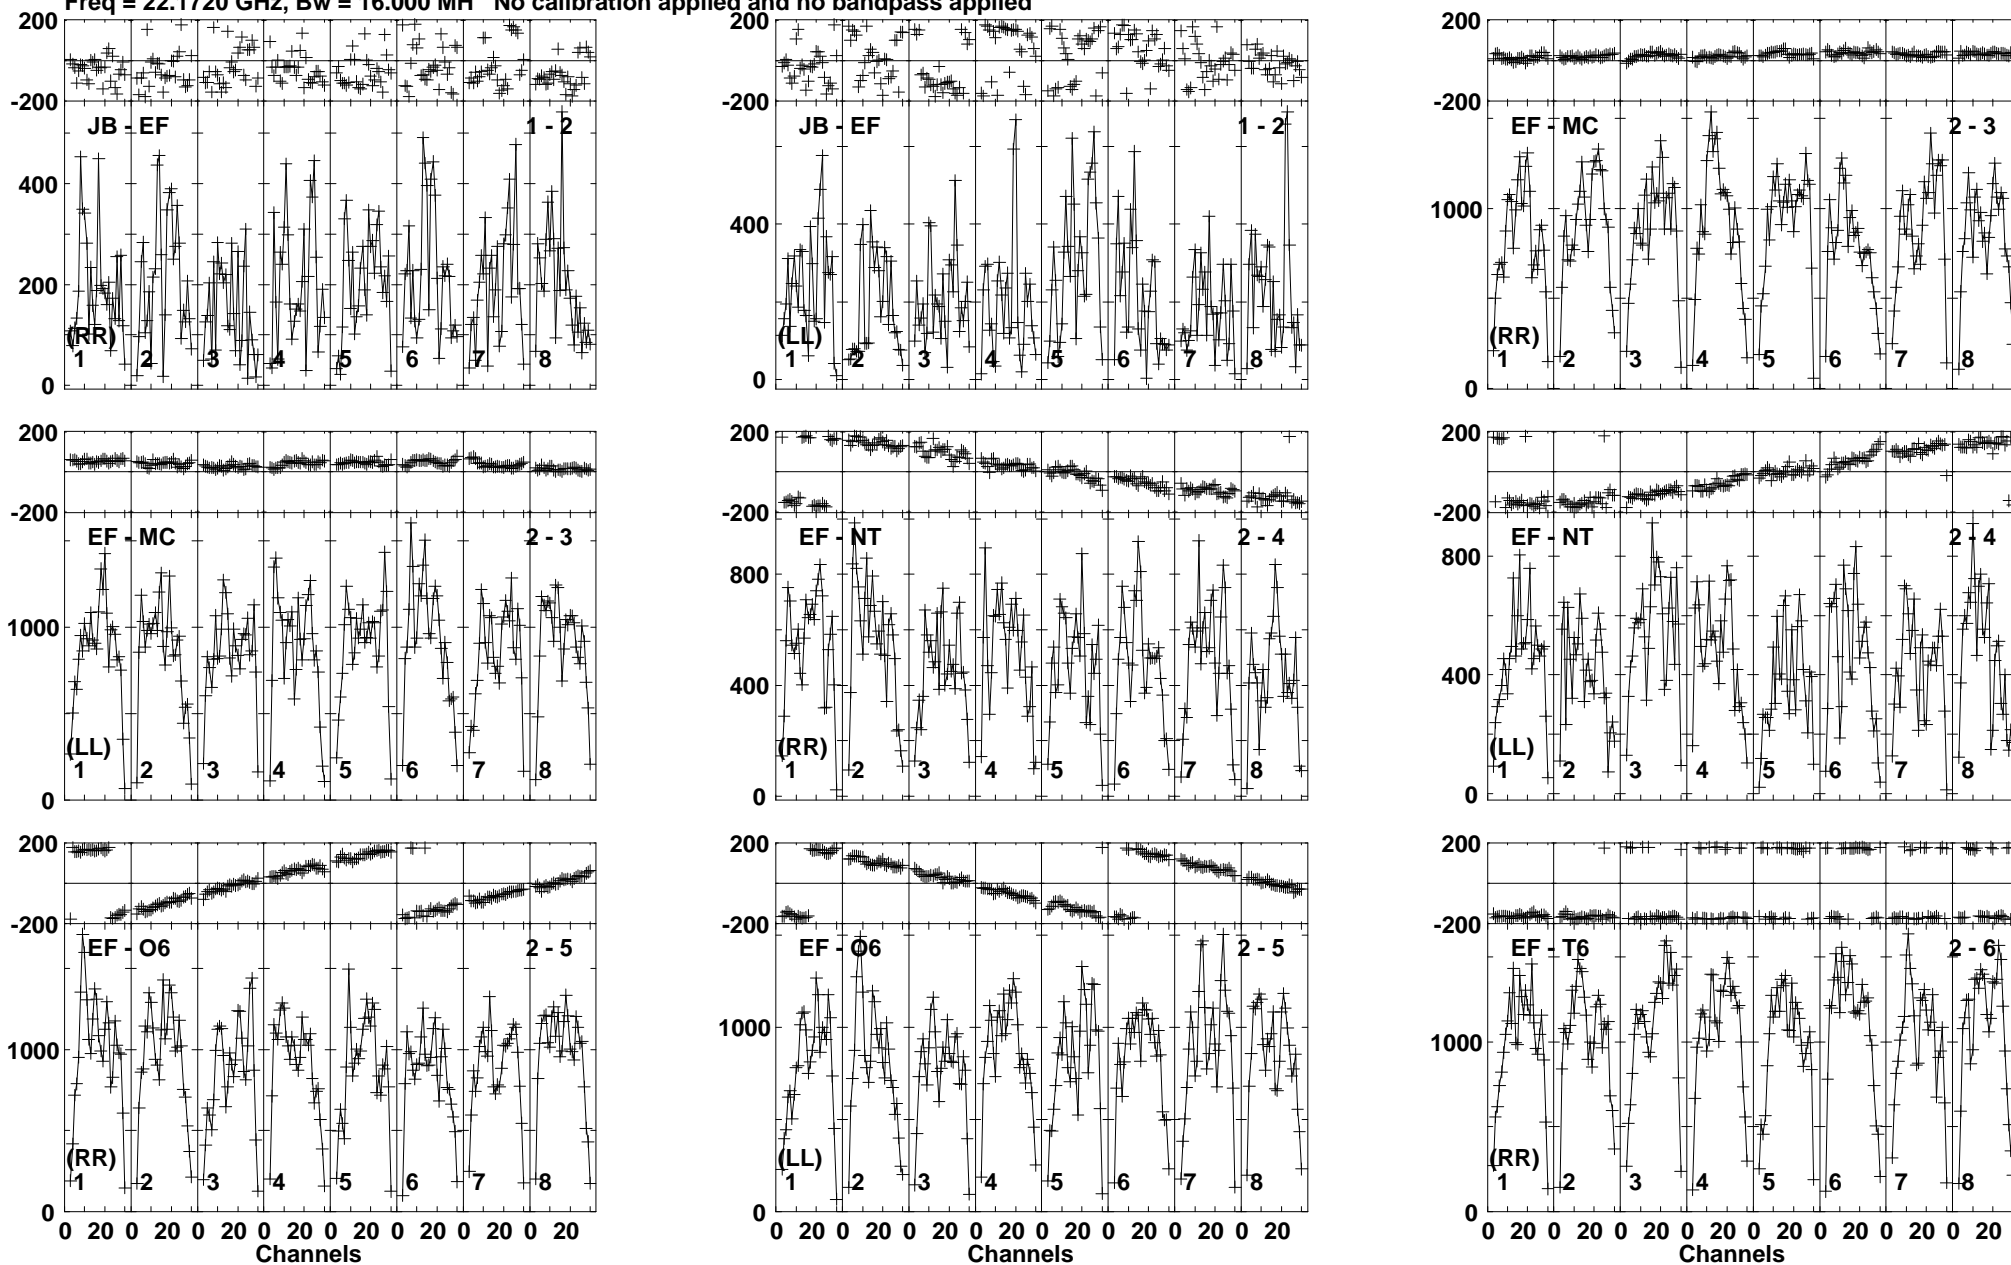 Freq = 22.1720 GHz, Bw = 16.000 MH No calibration applied and no bandpass applied
200 200 200
-200 -200 -200
JB - EF 1 - 2 JB - EF 1 - 2 EF - MC 2 - 3
400 400 1000
200
(RR) (LL) (RR)
1 2 3 4 5 6 7 8 1 2 3 4 5 6 7 8 1 2 3 4 5 6 7 8
0 0 0
200 200 200
-200 -200 -200
EF - MC 2 - 3 EF - NT 2 - 4 EF - NT 2 - 4
1000 800 800
400 400
(LL) (RR) (LL)
1 2 3 4 5 6 7 8 1 2 3 4 5 6 7 8 1 2 3 4 5 6 7 8
0 0 0
200 200 200
-200 -200 -200
EF - O6 2 - 5 EF - O6 2 - 5 EF - T6 2 - 6
1000 1000 1000
(RR) (LL) (RR)
1 2 3 4 5 6 7 8 1 2 3 4 5 6 7 8 1 2 3 4 5 6 7 8
0 0 0
0 20 0 20 0 20 0 20 0 20 0 20 0 20 0 20 0 20 0 20 0 20 0 20 0 20 0 20 0 20 0 20 0 20 0 20 0 20 0 20 0 20 0 20 0 20 0 20
Channels Channels Channels